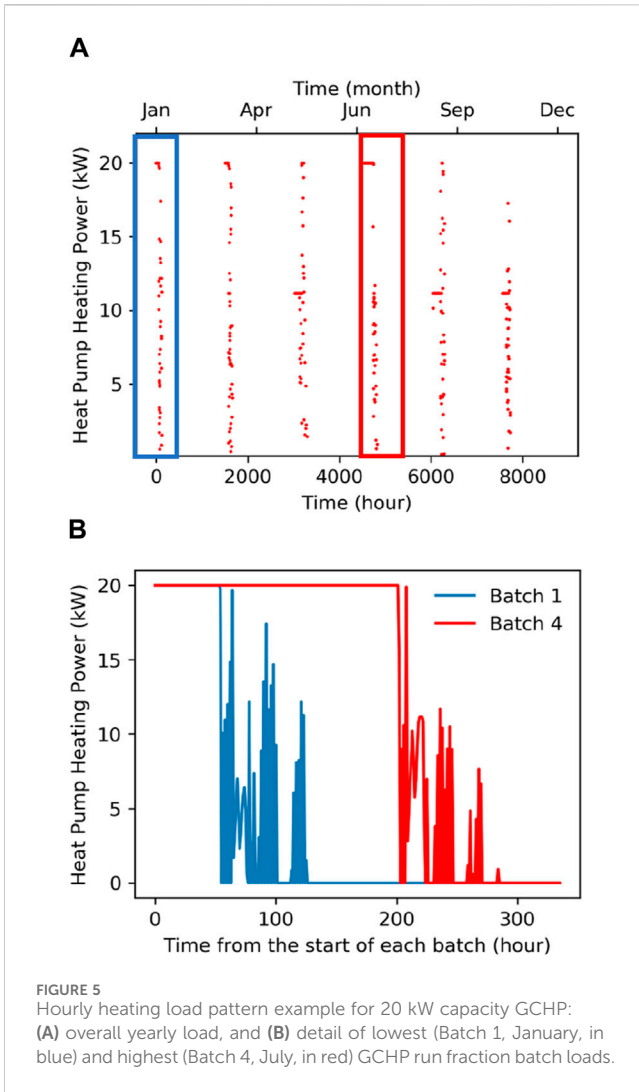 A
Time (month)
Jan Apr Jun Sep Dec
Heat Pump Heating Power (kW)
20
15
10
5
0 2000 4000 6000 8000
Time (hour)
B
Heat Pump Heating Power (kW)
20
15
10
5
0
Batch 1
Batch 4
0 100 200 300
Time from the start of each batch (hour)
FIGURE 5
Hourly heating load pattern example for 20 kW capacity GCHP:
(A) overall yearly load, and (B) detail of lowest (Batch 1, January, in
blue) and highest (Batch 4, July, in red) GCHP run fraction batch loads.